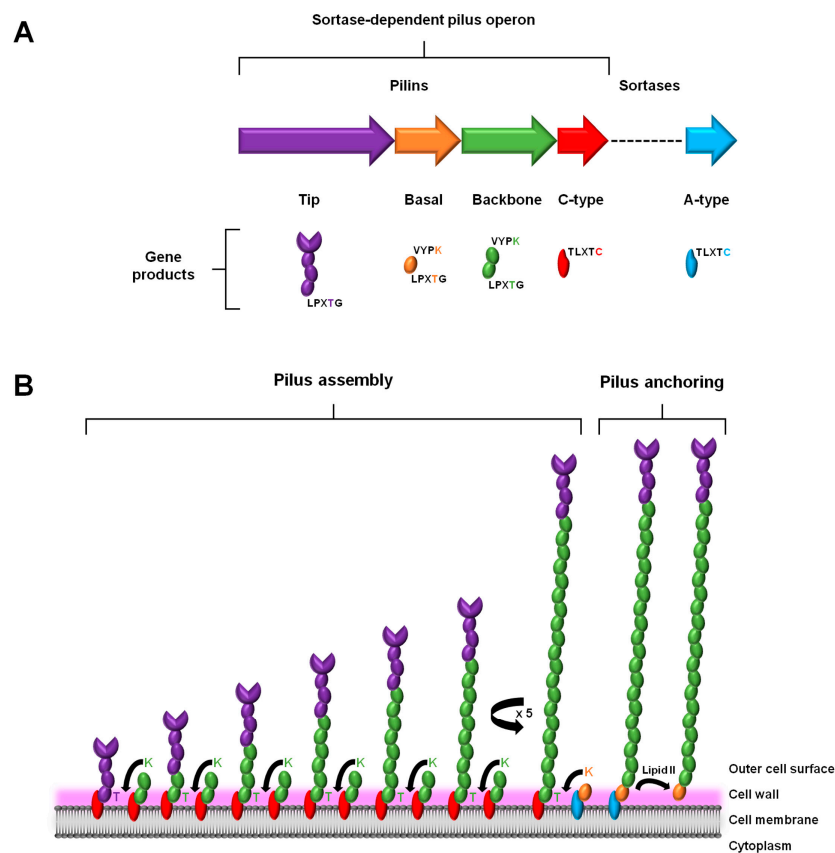 A
Sortase-dependent pilus operon
Pilins
Sortases
Tip
Basal
Backbone
C-type
A-type
Gene
products
VYPK
VYPK
TLXTC
TLXTC
LPXTG
LPXTG
LPXTG
B
Pilus assembly
Pilus anchoring
x 5
K
K
K
K
K
K
K
Lipid II
T
T
T
T
T
T
T
Outer cell surface
Cell wall
Cell membrane
Cytoplasm